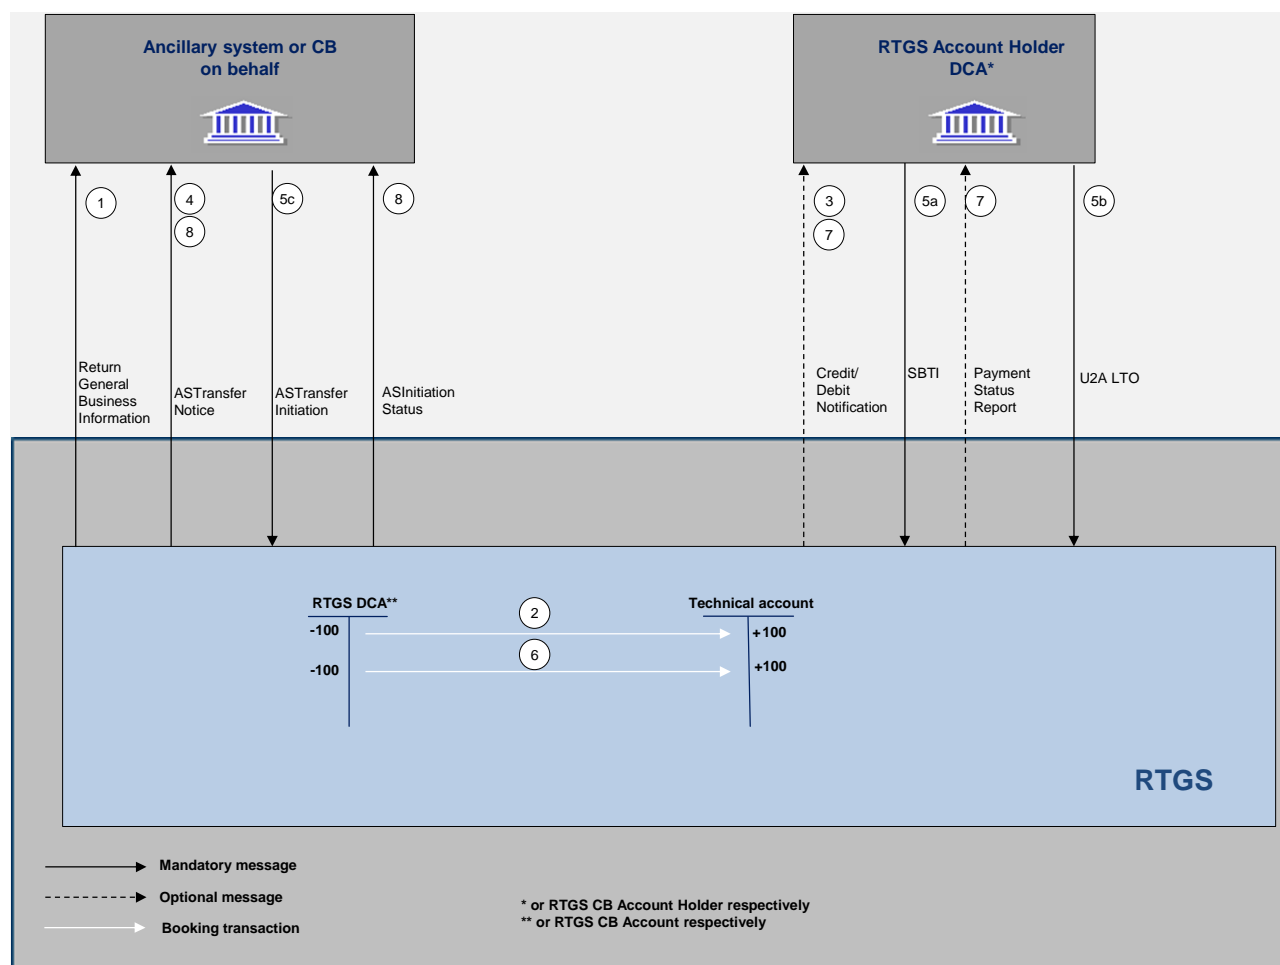 Ancillary system or CB
on behalf
RTGS Account Holder
DCA*
1
4
8
5c
8
3
7
5a
7
5b
Return
General
Business
Information
ASTransfer
Notice
ASTransfer
Initiation
ASInitiation
Status
Credit/
Debit
Notification
SBTI
Payment
Status
Report
U2A LTO
RTGS DCA**
2
Technical account
-100
+100
6
-100
+100
RTGS
Mandatory message
Optional message
Booking transaction
* or RTGS CB Account Holder respectively
** or RTGS CB Account respectively